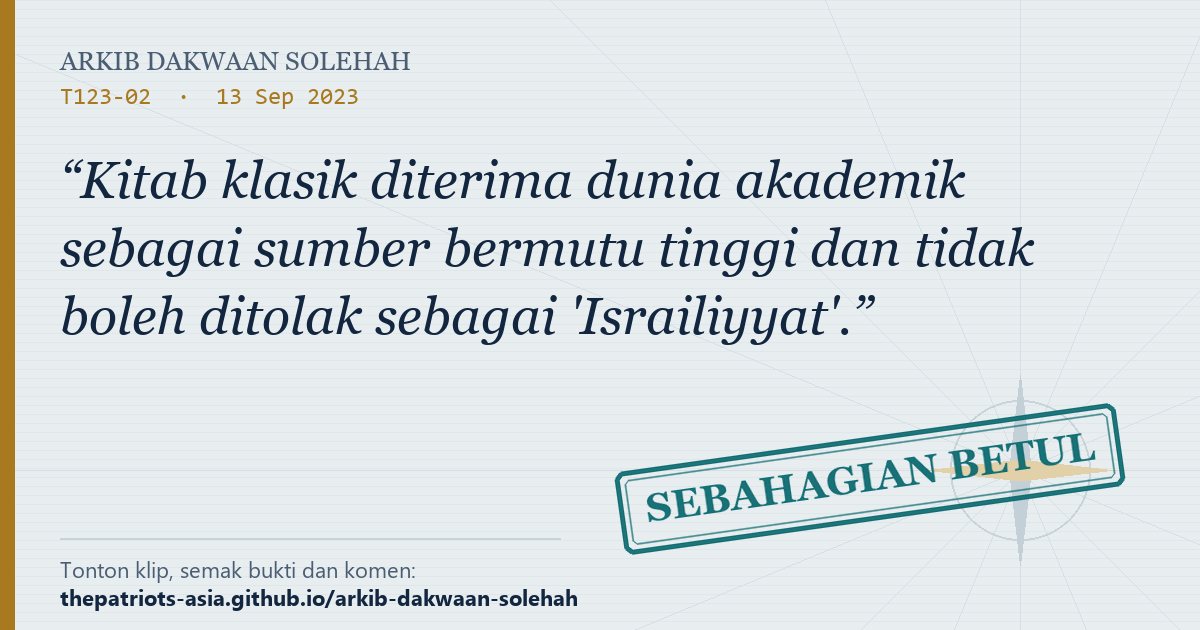 ARKIB DAKWAAN SOLEHAH
T123-02 · 13 Sep 2023
“Kitab klasik diterima dunia akademik
sebagai sumber bermutu tinggi dan tidak
boleh ditolak sebagai 'Israiliyyat'.”
SEBAHAGIAN BETUL
Tonton klip, semak bukti dan komen:
thepatriots-asia.github.io/arkib-dakwaan-solehah